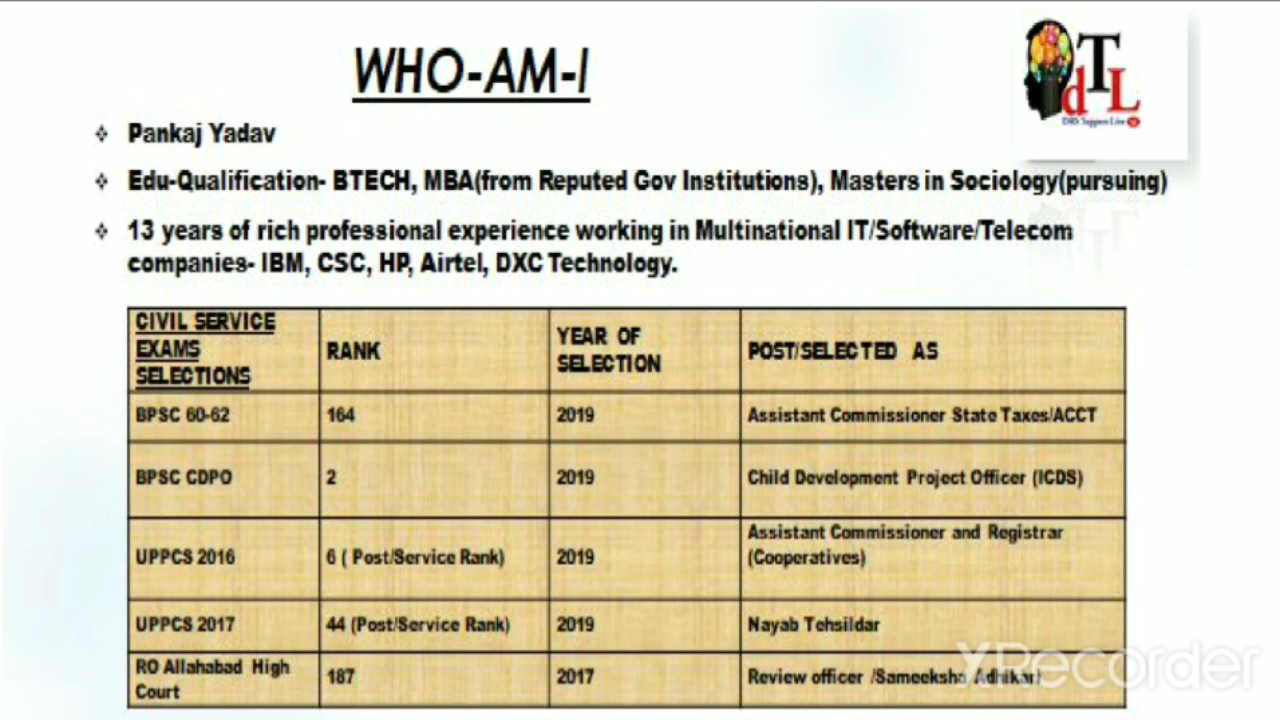 WHO-AM-I
dTL
Pankaj Yadav
Edu-Qualification- BTECH, MBA(from Reputed Gov Institutions), Masters in Sociology(pursuing)
13 years of rich professional experience working in Multinational IT/Software/Telecom
companies- IBM, CSC, HP, Airtel, DXC Technology.
CIVIL SERVICE
EXAMS
SELECTIONS
RANK
YEAR OF
SELECTION
POST/SELECTED AS
BPSC 60-62
164
2019
Assistant Commissioner State Taxes/ACCT
BPSC CDPO
2
2019
Child Development Project Officer (ICDS)
UPPCS 2016
6 ( Post/Service Rank)
2019
Assistant Commissioner and Registrar
(Cooperatives)
UPPCS 2017
44 (Post/Service Rank)
2019
Nayab Tehsildar
RO Allahabad High
Court
187
2017
Review officer /Sameeksha Adhikari
XRecorder